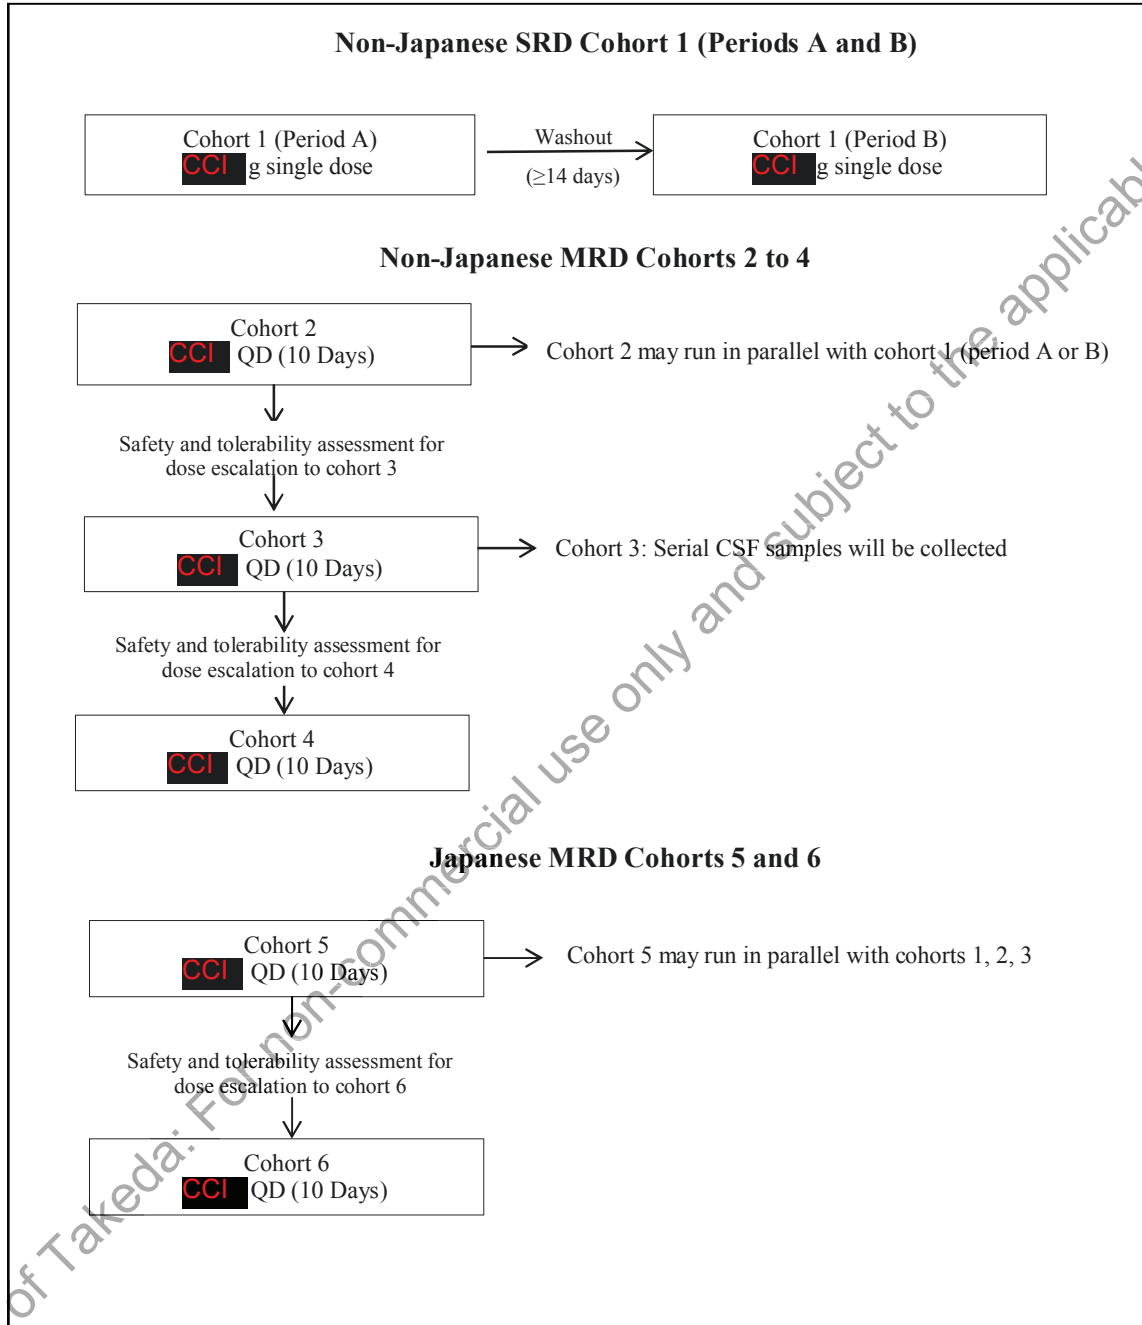 Non-Japanese SRD Cohort 1 (Periods A and B)
Cohort 1 (Period A)
CCI g single dose
Washout
(≥14 days)
Cohort 1 (Period B)
CCI g single dose
Non-Japanese MRD Cohorts 2 to 4
Cohort 2
CCI QD (10 Days)
Cohort 2 may run in parallel with cohort 1 (period A or B)
Safety and tolerability assessment for
dose escalation to cohort 3
Cohort 3
CCI QD (10 Days)
Cohort 3: Serial CSF samples will be collected
Safety and tolerability assessment for
dose escalation to cohort 4
Cohort 4
CCI QD (10 Days)
Japanese MRD Cohorts 5 and 6
Cohort 5
CCI QD (10 Days)
Cohort 5 may run in parallel with cohorts 1, 2, 3
Safety and tolerability assessment for
dose escalation to cohort 6
Cohort 6
CCI QD (10 Days)
of Takeda: For non-commercial use only and subject to the applicabl